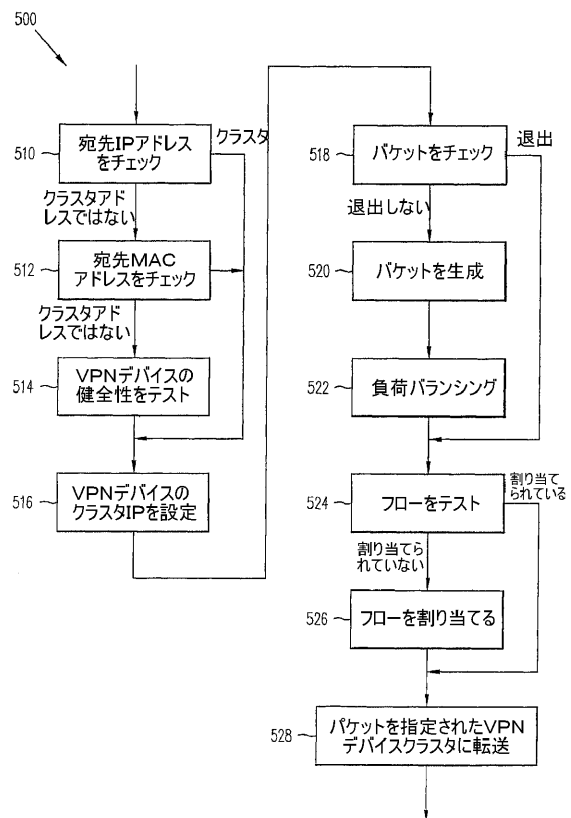 500
510
宛先IPアドレス
をチェック
クラスタ
クラスタアド
レスではない
512
宛先MAC
アドレスをチェック
クラスタアド
レスではない
514
VPNデバイスの
健全性をテスト
516
VPNデバイスの
クラスタIPを設定
518
パケットをチェック
退出
退出しない
520
パケットを生成
522
負荷バランシング
524
フローをテスト
割り当て
られている
割り当てら
れていない
526
フローを割り当てる
528
パケットを指定されたVPN
デバイスクラスタに転送